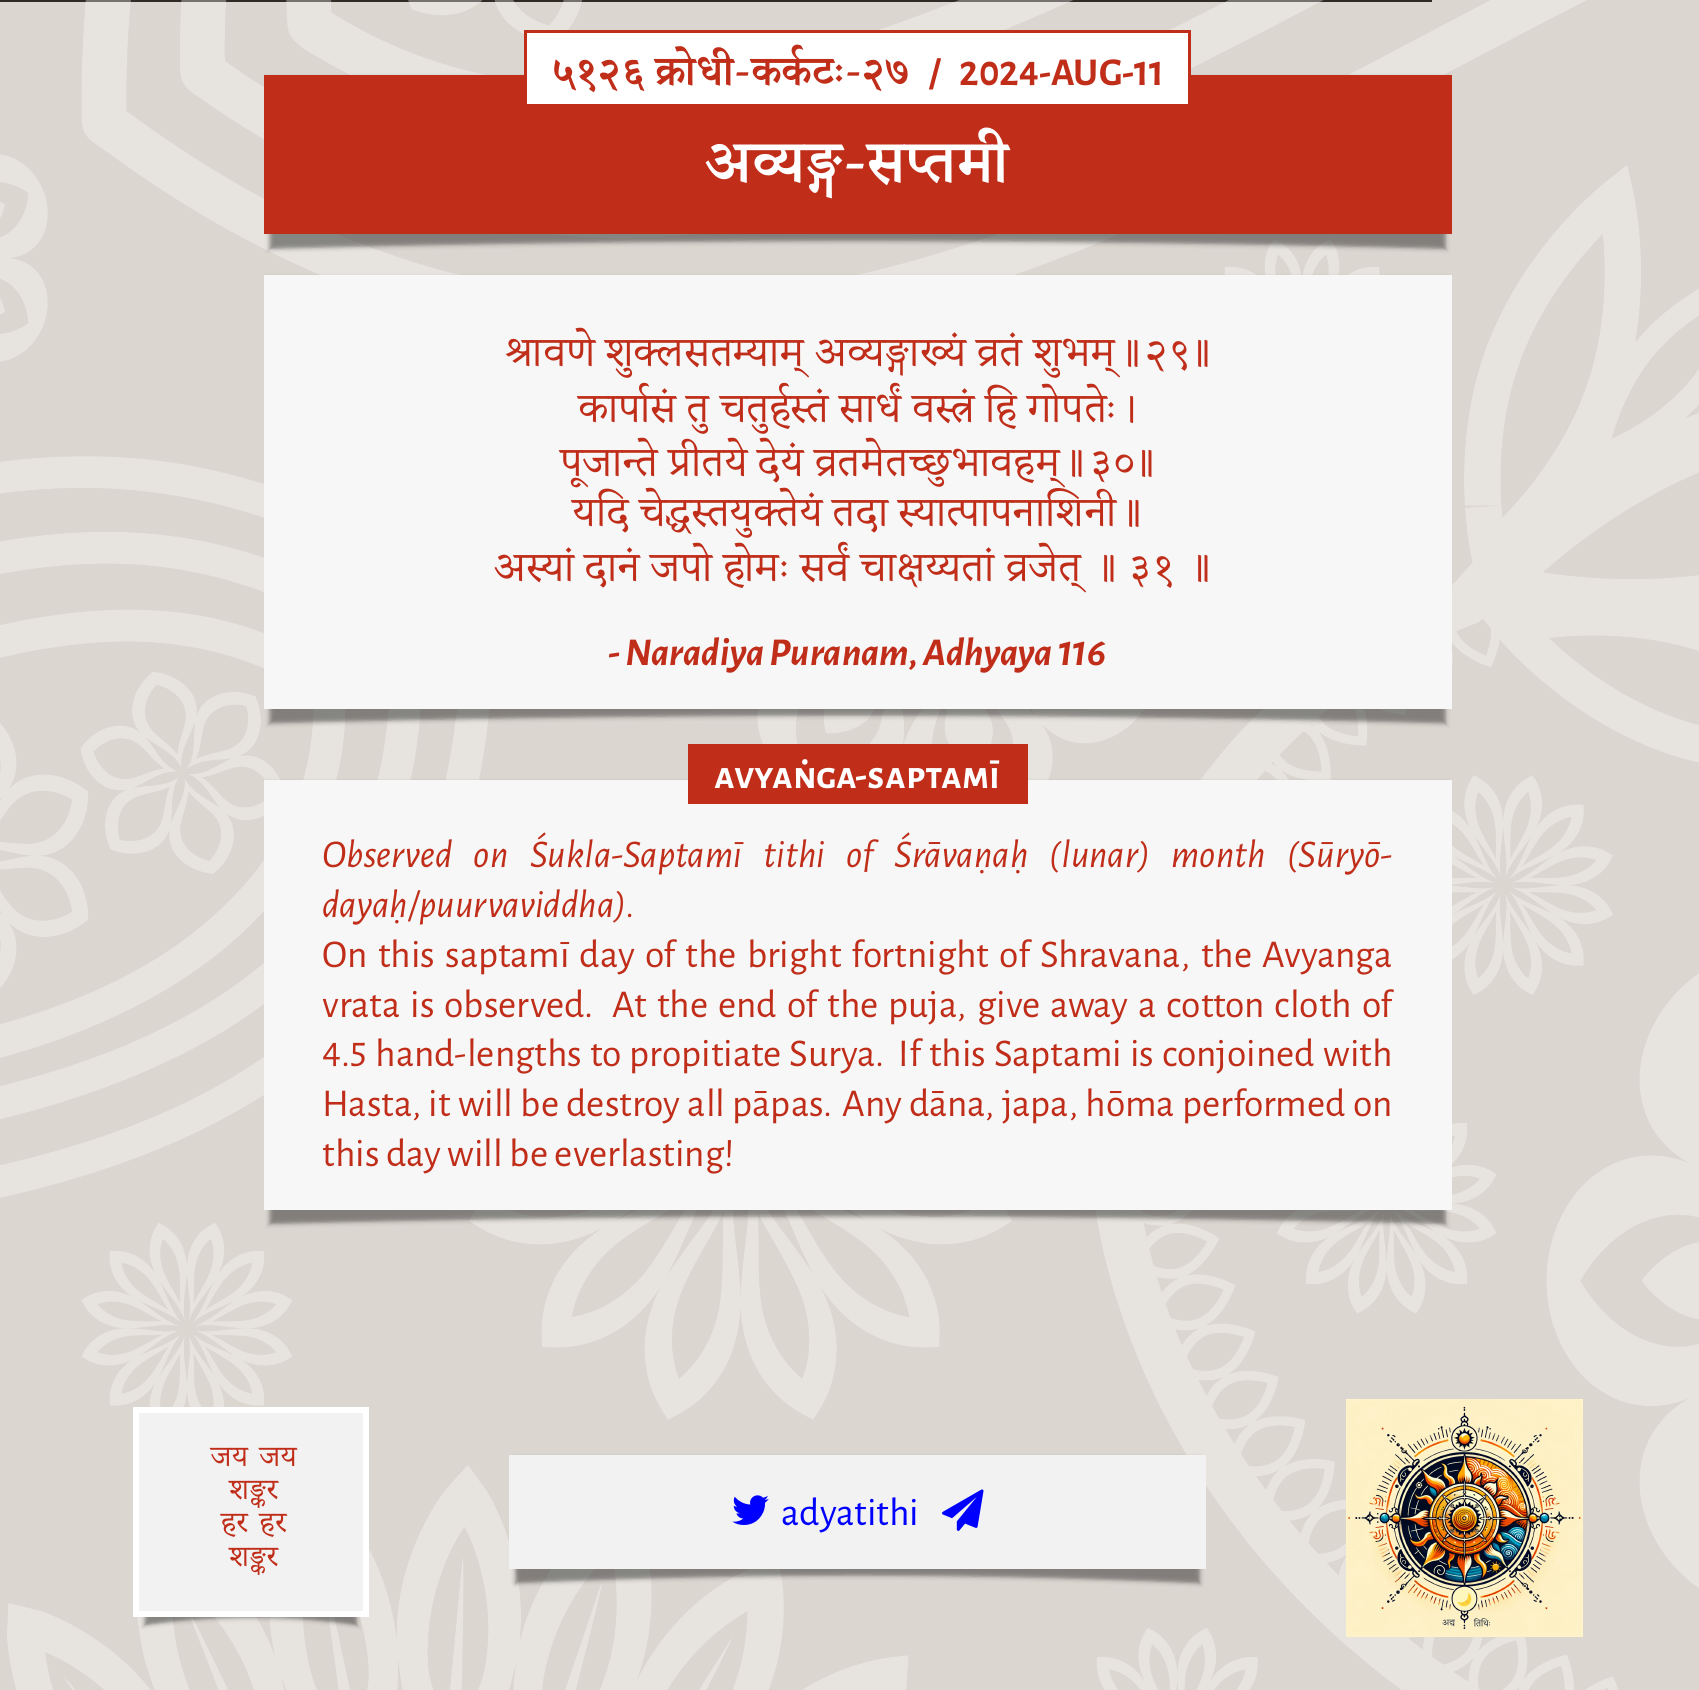 ५१२६ क्रोधी-कर्कटः-२७ / 2024-AUG-11
अव्यङ्ग-सप्तमी
श्रावणे शुक्लसतम्याम् अव्यङ्गाख्यं व्रतं शुभम्॥२९॥
कार्पासं तु चतुर्हस्तं सार्धं वस्त्रं हि गोपतेः।
पूजान्ते प्रीतये देयं व्रतमेतच्छुभावहम्॥३०॥
यदि चेद्धस्तयुक्तेयं तदा स्यात्पापनाशिनी॥
अस्यां दानं जपो होमः सर्वं चाक्षय्यतां व्रजेत् ॥ ३१ ॥
- Naradiya Puranam, Adhyaya 116
AVYAṄGA-SAPTAMĪ
Observed on Śukla-Saptamī tithi of Śrāvaṇaḥ (lunar) month (Sūryō-
dayaḥ/puurvaviddha).
On this saptamī day of the bright fortnight of Shravana, the Avyanga
vrata is observed. At the end of the puja, give away a cotton cloth of
4.5 hand-lengths to propitiate Surya. If this Saptami is conjoined with
Hasta, it will be destroy all pāpas. Any dāna, japa, hōma performed on
this day will be everlasting!
जय जय
शङ्कर
हर हर
शङ्कर
adyatithi
अद्य तिथिः